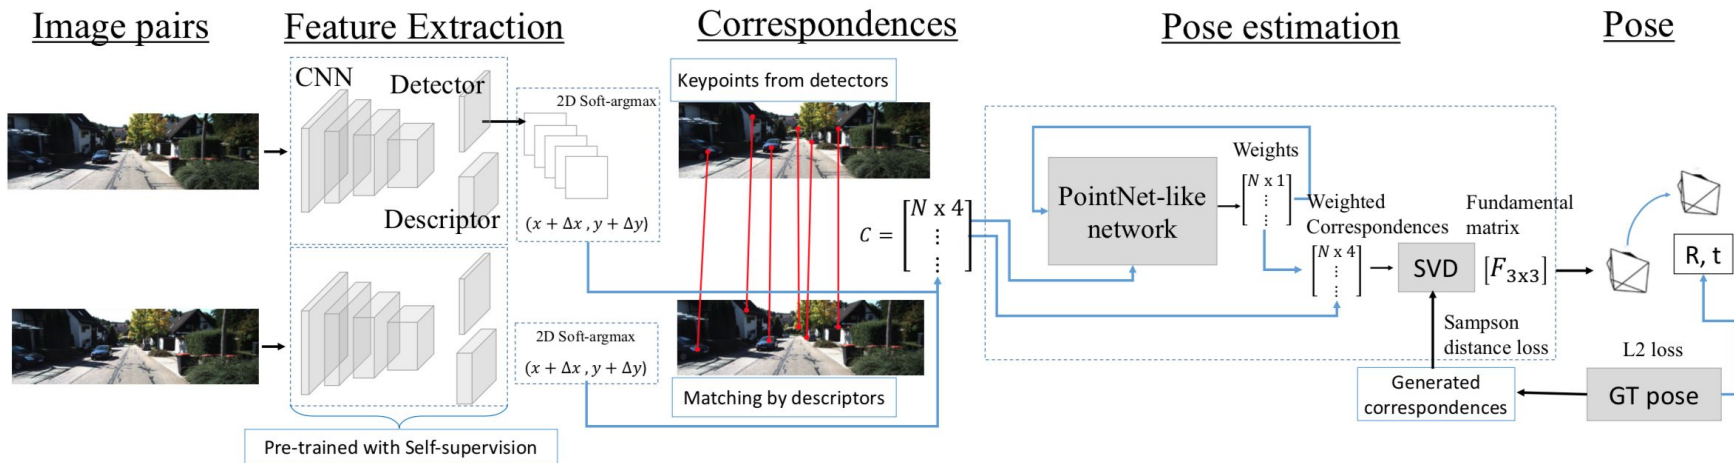 Image pairs
Feature Extraction
Correspondences
Pose estimation
Pose
CNN
Detector
Descriptor
2D Soft-argmax
(x + Δx , y + Δy)
2D Soft-argmax
(x + Δx , y + Δy)
Pre-trained with Self-supervision
Keypoints from detectors
Matching by descriptors
C = [N x 4 ⋮ ⋮]
PointNet-like
network
Weights
[N x 1 ⋮ ⋮]
Weighted
Correspondences
[N x 4 ⋮ ⋮]
SVD
Fundamental
matrix
[F3x3]
Sampson
distance loss
Generated
correspondences
R, t
L2 loss
GT pose